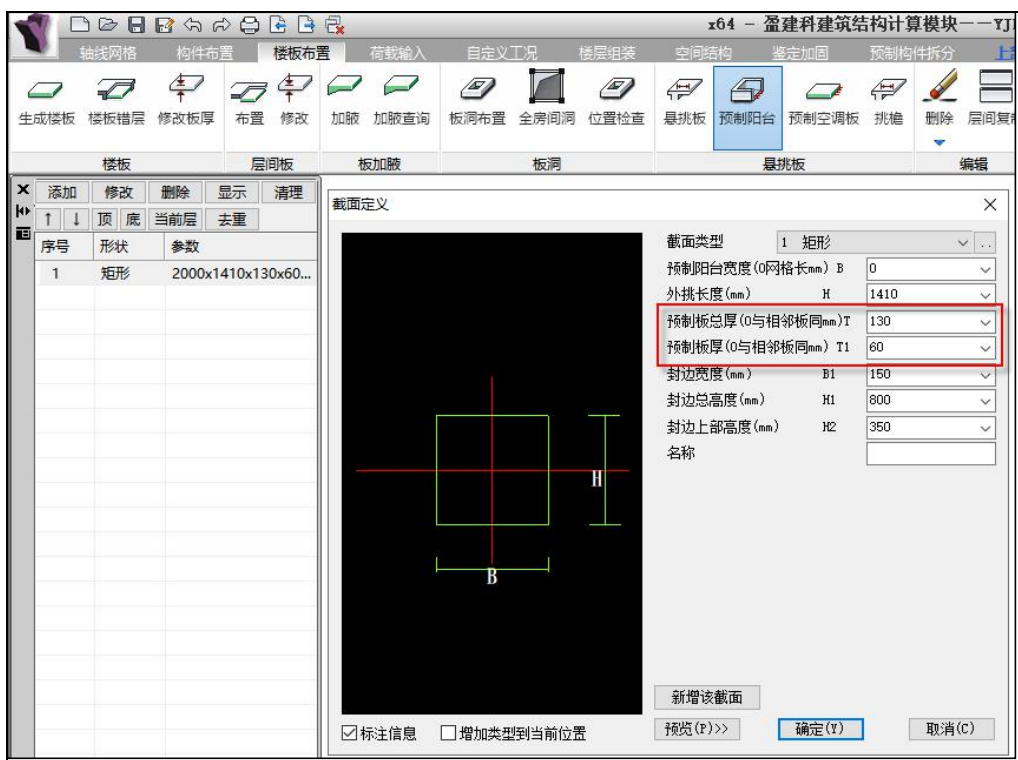 x64 - 盈建科建筑结构计算模块--YJ
轴线网格 构件布置 楼板布置 荷载输入 自定义工况 楼层组装 空间结构 鉴定加固 预制构件拆分
生成楼板 楼板错层 修改板厚 布置 修改 加腋 加腋查询 板洞布置 全房间洞 位置检查 悬挑板 预制阳台 预制空调板 挑檐 删除 层间复
楼板 层间板 板加腋 板洞 悬挑板 编辑
添加 修改 删除 显示 清理
↑ ↓ 顶 底 当前层 去重
序号 形状 参数
1 矩形 2000x1410x130x60...
截面定义
截面类型 1 矩形 ..
预制阳台宽度(0网格长mm) B 0
外挑长度(mm) H 1410
预制板总厚(0与相邻板同mm)T 130
预制板厚(0与相邻板同mm) T1 60
封边宽度(mm) B1 150
封边总高度(mm) H1 800
封边上部高度(mm) H2 350
名称
H
B
新增该截面
标注信息 增加类型到当前位置 预览(P)>> 确定(Y) 取消(C)